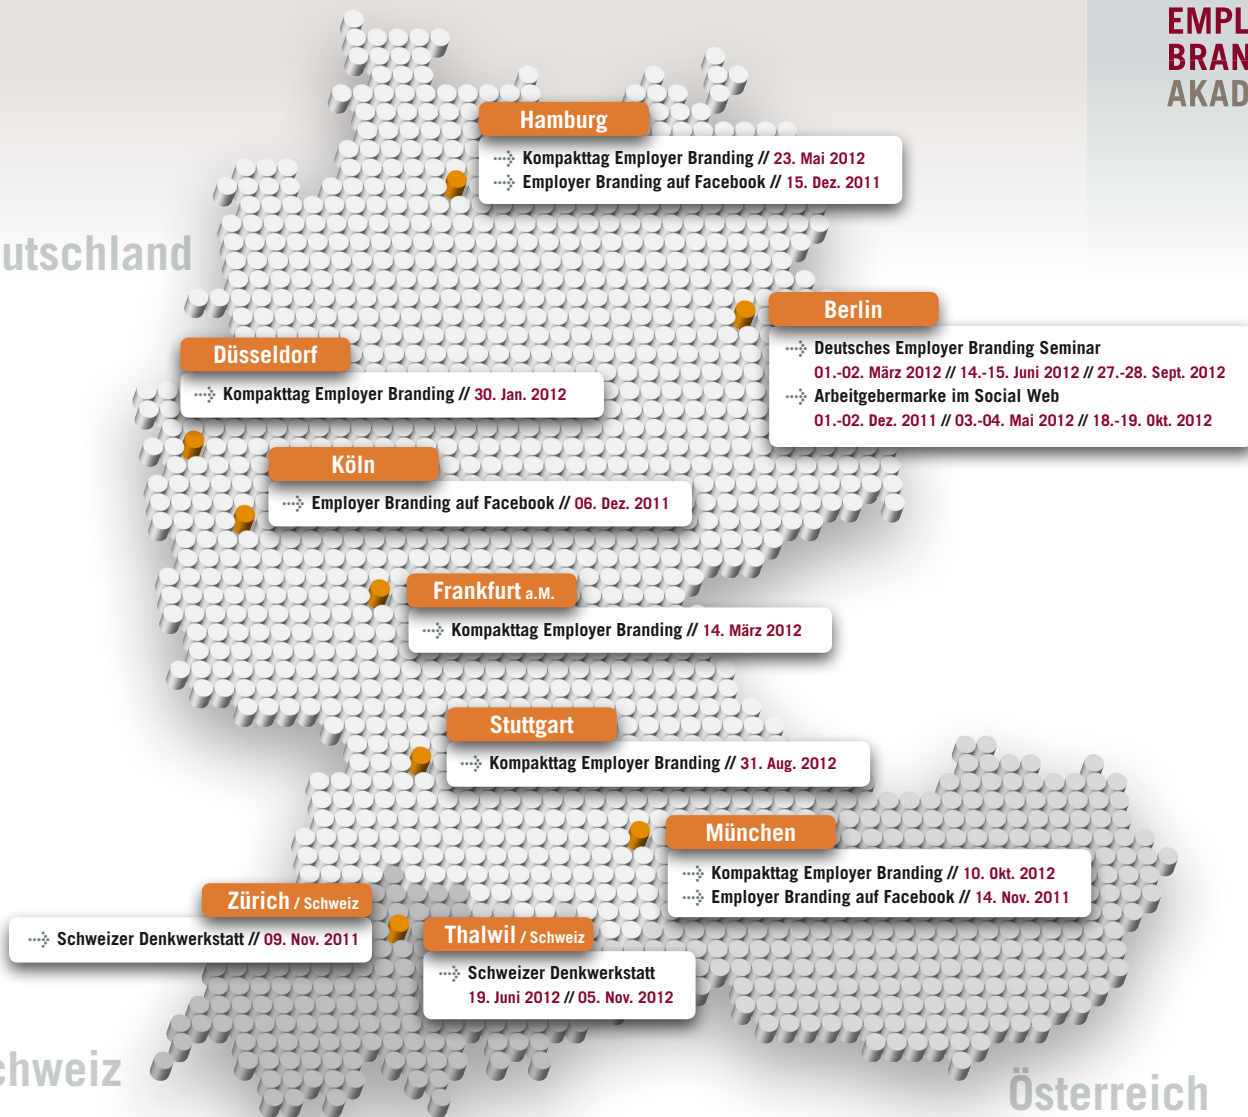 EMPL
BRAN
AKAD
Hamburg
Kompakttag Employer Branding // 23. Mai 2012
Employer Branding auf Facebook // 15. Dez. 2011
utschland
Berlin
Deutsches Employer Branding Seminar
01.-02. März 2012 // 14.-15. Juni 2012 // 27.-28. Sept. 2012
Arbeitgebermarke im Social Web
01.-02. Dez. 2011 // 03.-04. Mai 2012 // 18.-19. Okt. 2012
Düsseldorf
Kompakttag Employer Branding // 30. Jan. 2012
Köln
Employer Branding auf Facebook // 06. Dez. 2011
Frankfurt a.M.
Kompakttag Employer Branding // 14. März 2012
Stuttgart
Kompakttag Employer Branding // 31. Aug. 2012
München
Kompakttag Employer Branding // 10. Okt. 2012
Employer Branding auf Facebook // 14. Nov. 2011
Zürich / Schweiz
Schweizer Denkwerkstatt // 09. Nov. 2011
Thalwil / Schweiz
Schweizer Denkwerkstatt
19. Juni 2012 // 05. Nov. 2012
chweiz
Österreich